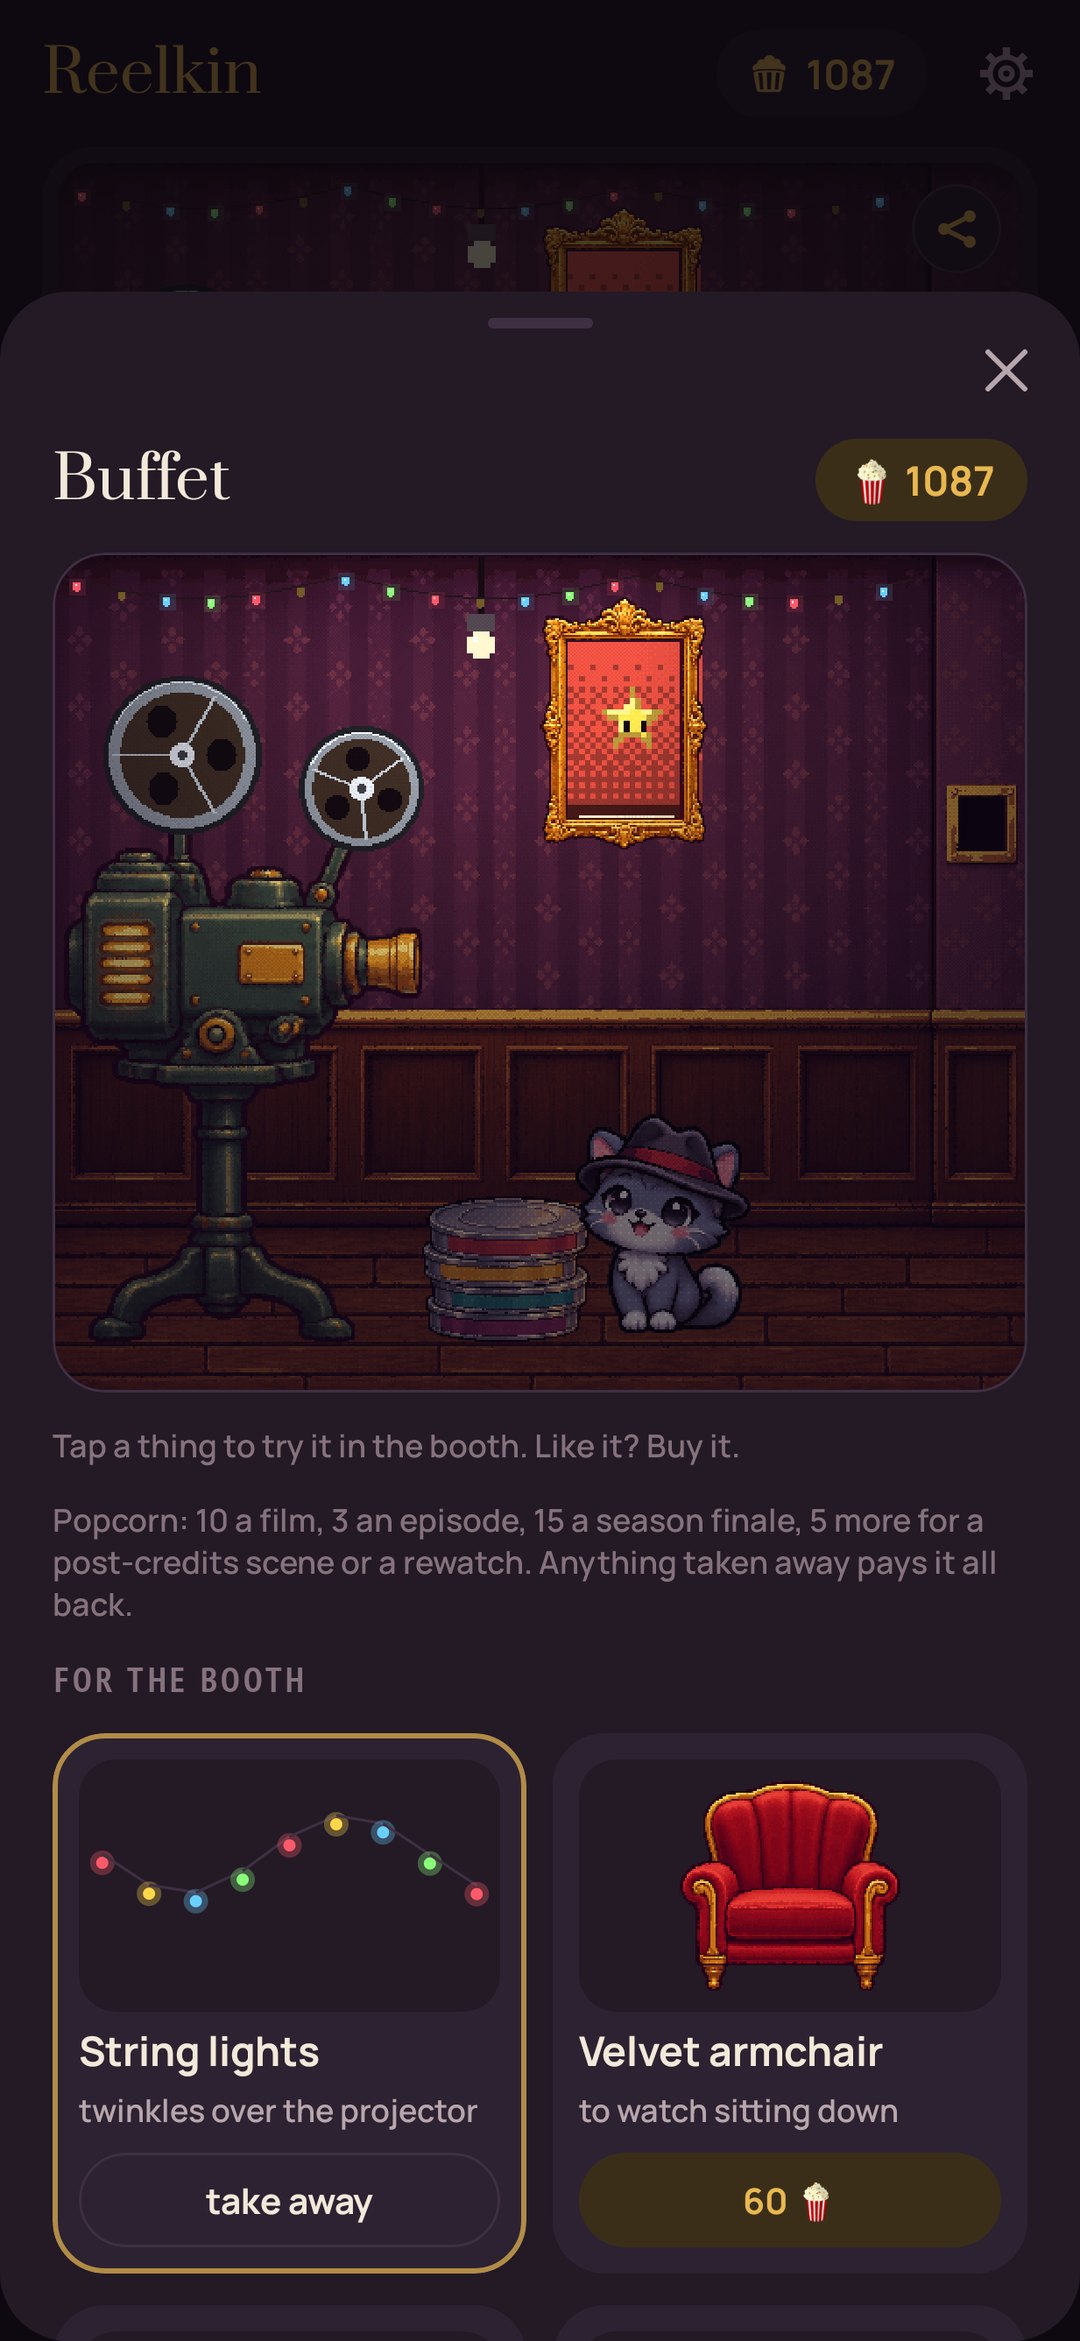 Reelkin
1087
Buffet
1087
Tap a thing to try it in the booth. Like it? Buy it.
Popcorn: 10 a film, 3 an episode, 15 a season finale, 5 more for a
post-credits scene or a rewatch. Anything taken away pays it all
back.
FOR THE BOOTH
String lights
twinkles over the projector
take away
Velvet armchair
to watch sitting down
60